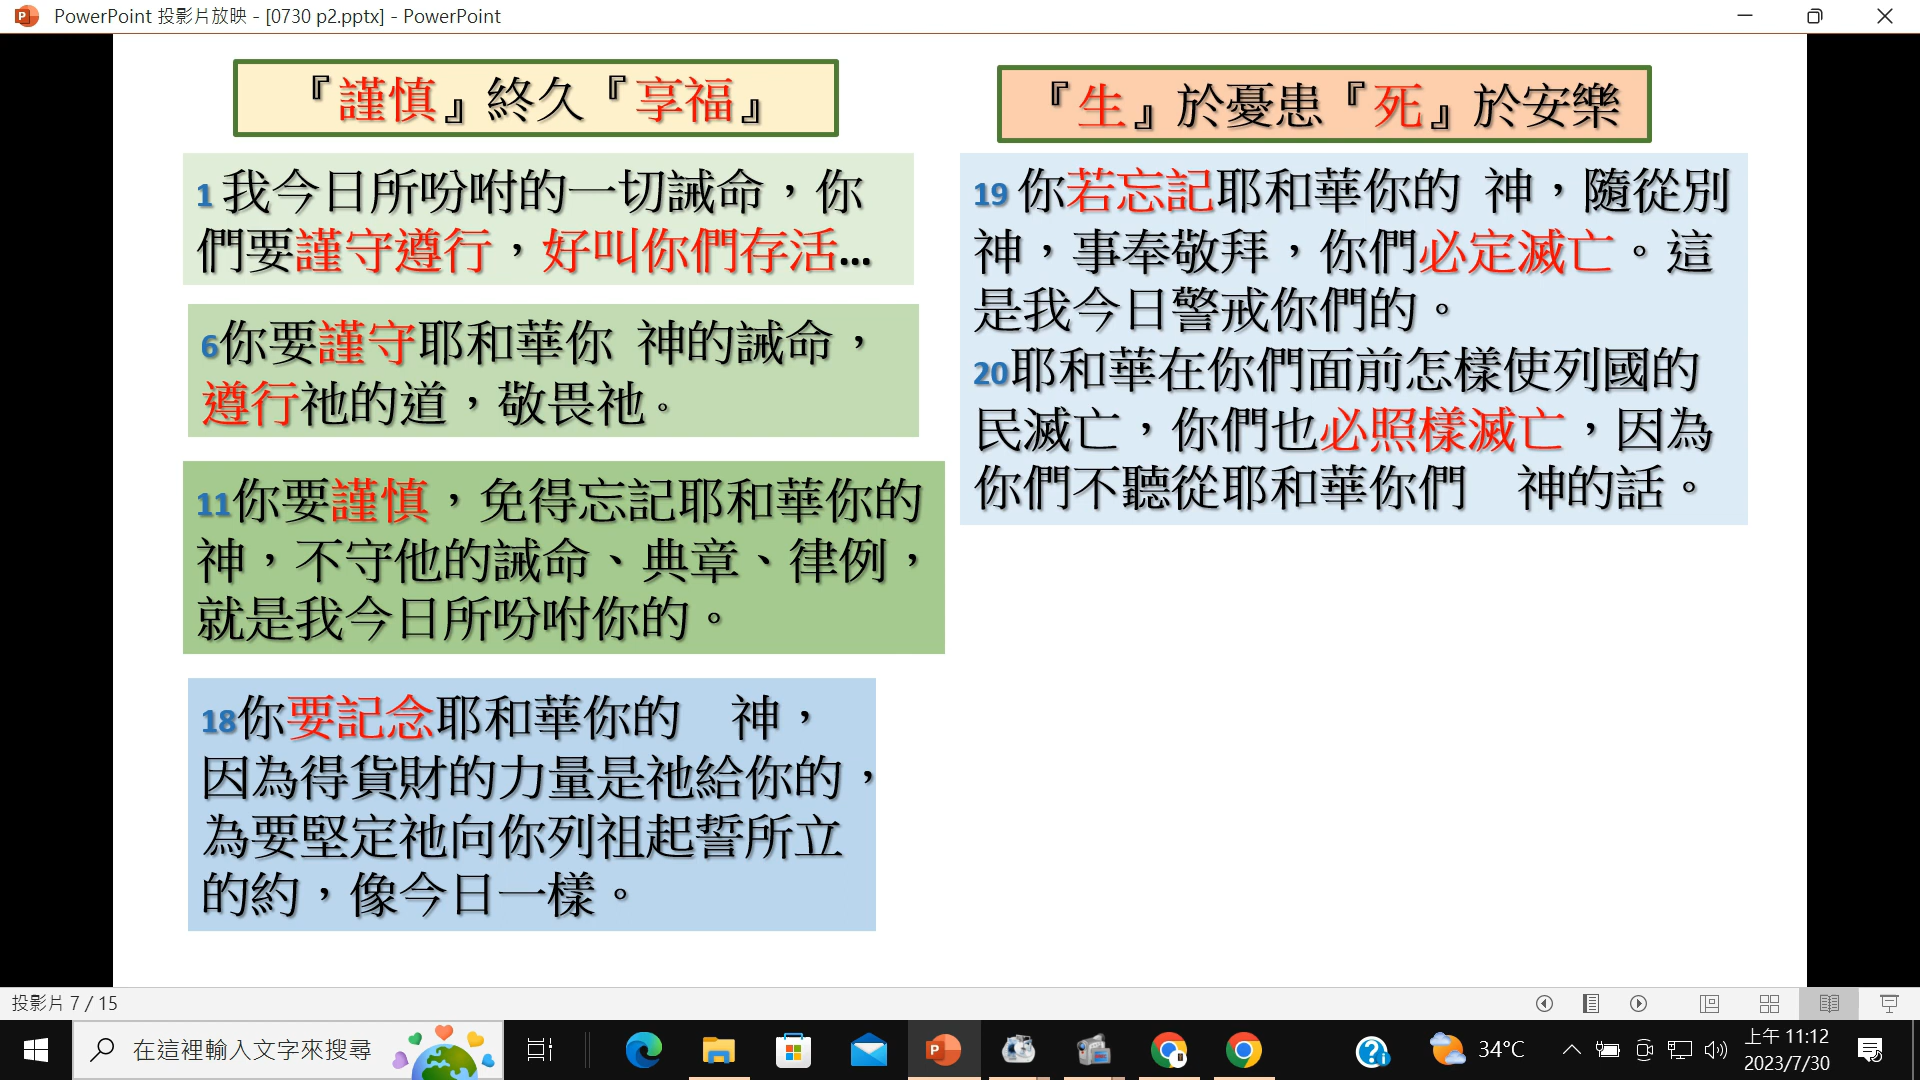 PowerPoint 投影片放映 - [0730 p2.pptx] - PowerPoint
『謹慎』終久『享福』
1 我今日所吩咐的一切誡命，你
們要謹守遵行，好叫你們存活...
6你要謹守耶和華你 神的誡命，
遵行祂的道，敬畏祂。
11你要謹慎，免得忘記耶和華你的
神，不守他的誡命、典章、律例，
就是我今日所吩咐你的。
18你要記念耶和華你的　神，
因為得貨財的力量是祂給你的，
為要堅定祂向你列祖起誓所立
的約，像今日一樣。
『生』於憂患『死』於安樂
19 你若忘記耶和華你的 神，隨從別
神，事奉敬拜，你們必定滅亡。這
是我今日警戒你們的。
20耶和華在你們面前怎樣使列國的
民滅亡，你們也必照樣滅亡，因為
你們不聽從耶和華你們　神的話。
投影片 7 / 15
在這裡輸入文字來搜尋
34°C
上午 11:12
2023/7/30